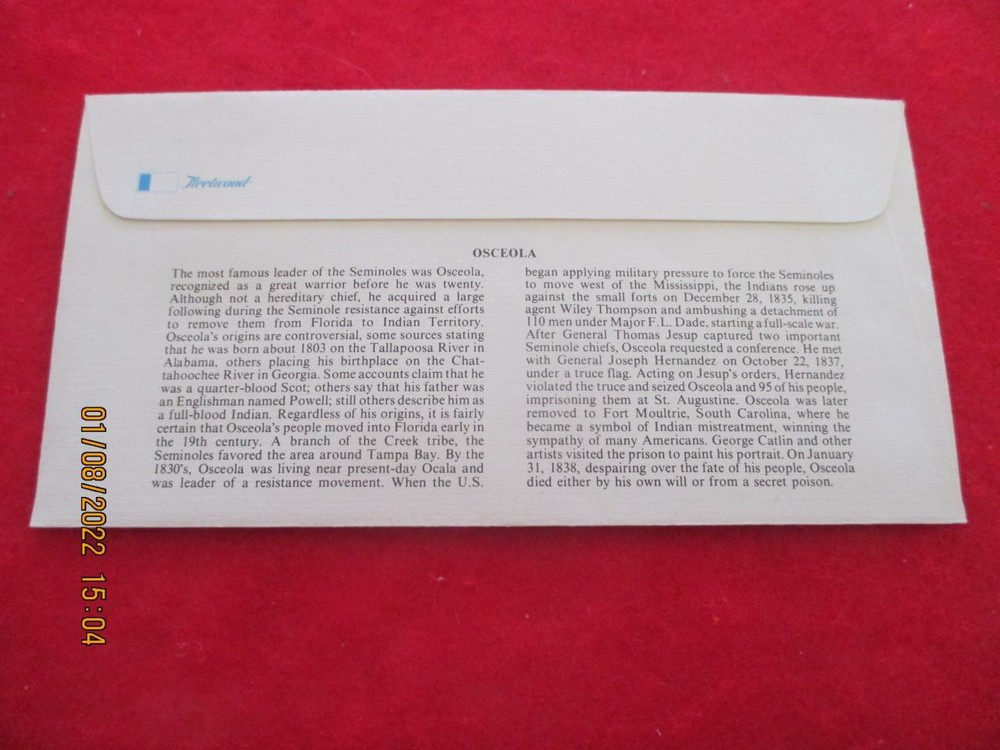 Fleetwood
OSCEOLA
The most famous leader of the Seminoles was Osceola,
recognized as a great warrior before he was twenty.
Although not a hereditary chief, he acquired a large
following during the Seminole resistance against efforts
to remove them from Florida to Indian Territory.
Osceola's origins are controversial, some sources stating
that he was born about 1803 on the Tallapoosa River in
Alabama, others placing his birthplace on the Chat-
tahoochee River in Georgia. Some accounts claim that he
was a quarter-blood Scot; others say that his father was
an Englishman named Powell; still others describe him as
a full-blood Indian. Regardless of his origins, it is fairly
certain that Osceola's people moved into Florida early in
the 19th century. A branch of the Creek tribe, the
Seminoles favored the area around Tampa Bay. By the
1830's, Osceola was living near present-day Ocala and
was leader of a resistance movement. When the U.S.
began applying military pressure to force the Seminoles
to move west of the Mississippi, the Indians rose up
against the small forts on December 28, 1835, killing
agent Wiley Thompson and ambushing a detachment of
110 men under Major F.L. Dade, starting a full-scale war.
After General Thomas Jesup captured two important
Seminole chiefs, Osceola requested a conference. He met
with General Joseph Hernandez on October 22, 1837,
under a truce flag. Acting on Jesup's orders, Hernandez
violated the truce and seized Osceola and 95 of his people,
imprisoning them at St. Augustine. Osceola was later
removed to Fort Moultrie, South Carolina, where he
became a symbol of Indian mistreatment, winning the
sympathy of many Americans. George Catlin and other
artists visited the prison to paint his portrait. On January
31, 1838, despairing over the fate of his people, Osceola
died either by his own will or from a secret poison.
01/08/2022 15:04